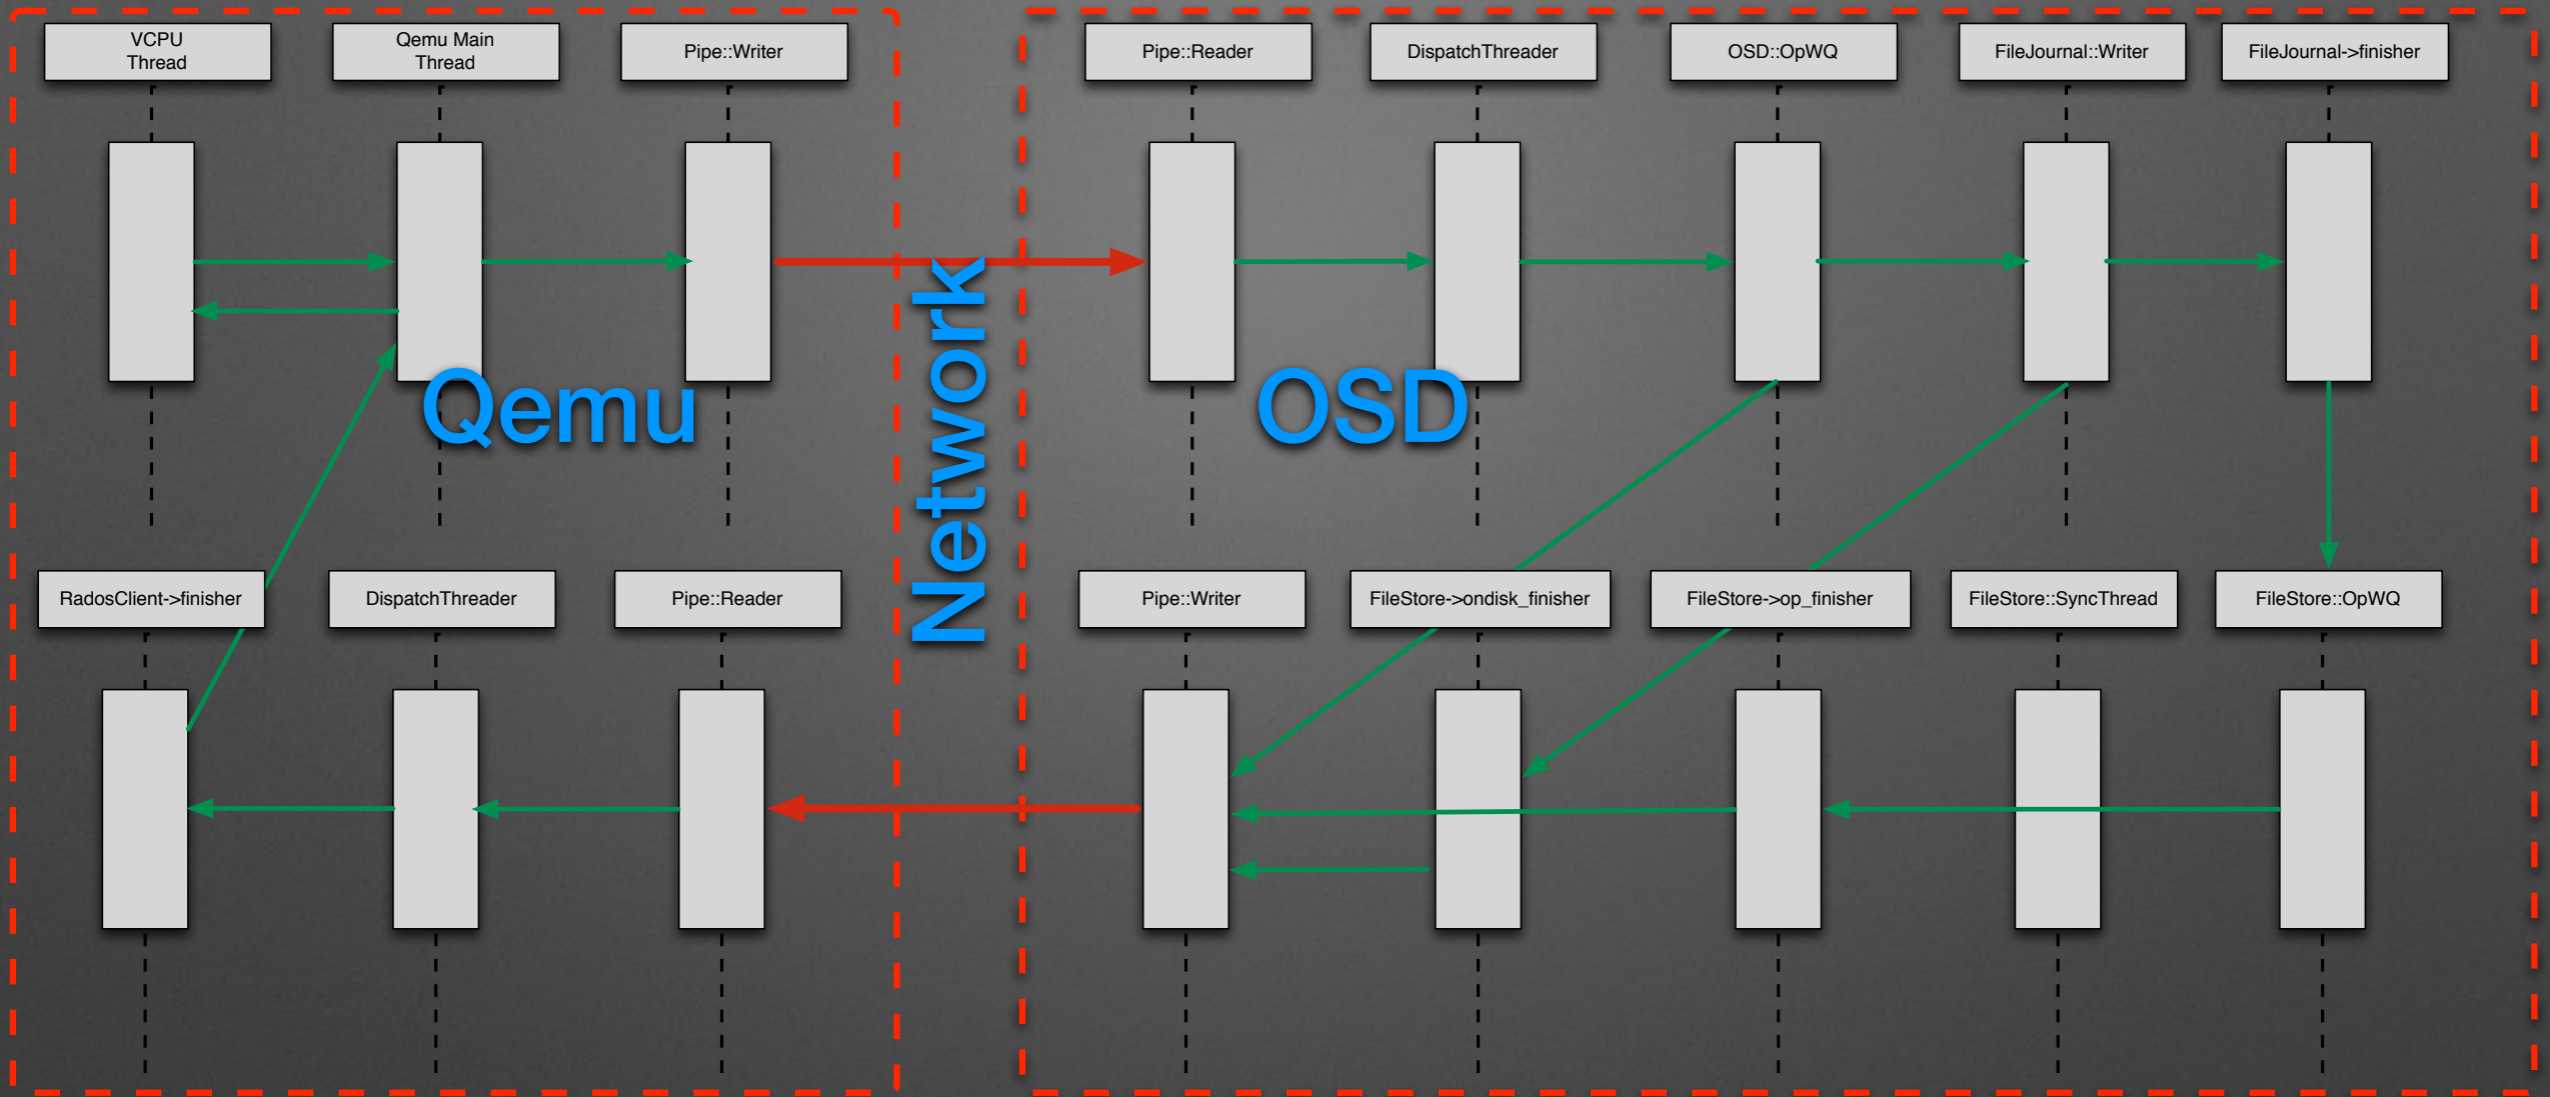 VCPU
Thread
Qemu Main
Thread
Pipe::Writer
Pipe::Reader
DispatchThreader
OSD::OpWQ
FileJournal::Writer
FileJournal->finisher
Qemu
Network
OSD
RadosClient->finisher
DispatchThreader
Pipe::Reader
Pipe::Writer
FileStore->ondisk_finisher
FileStore->op_finisher
FileStore::SyncThread
FileStore::OpWQ